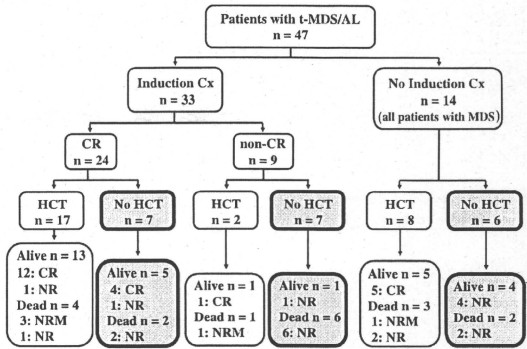 Patients with t-MDS/AL
n = 47
Induction Cx
n = 33
No Induction Cx
n = 14
(all patients with MDS)
CR
n = 24
non-CR
n = 9
HCT
n = 17
No HCT
n = 7
HCT
n = 2
No HCT
n = 7
HCT
n = 8
No HCT
n = 6
Alive n = 13
12: CR
1: NR
Dead n = 4
3: NRM
1: NR
Alive n = 5
4: CR
1: NR
Dead n = 2
2: NR
Alive n = 1
1: CR
Dead n = 1
1: NRM
Alive n = 1
1: NR
Dead n = 6
6: NR
Alive n = 5
5: CR
Dead n = 3
1: NRM
2: NR
Alive n = 4
4: NR
Dead n = 2
2: NR